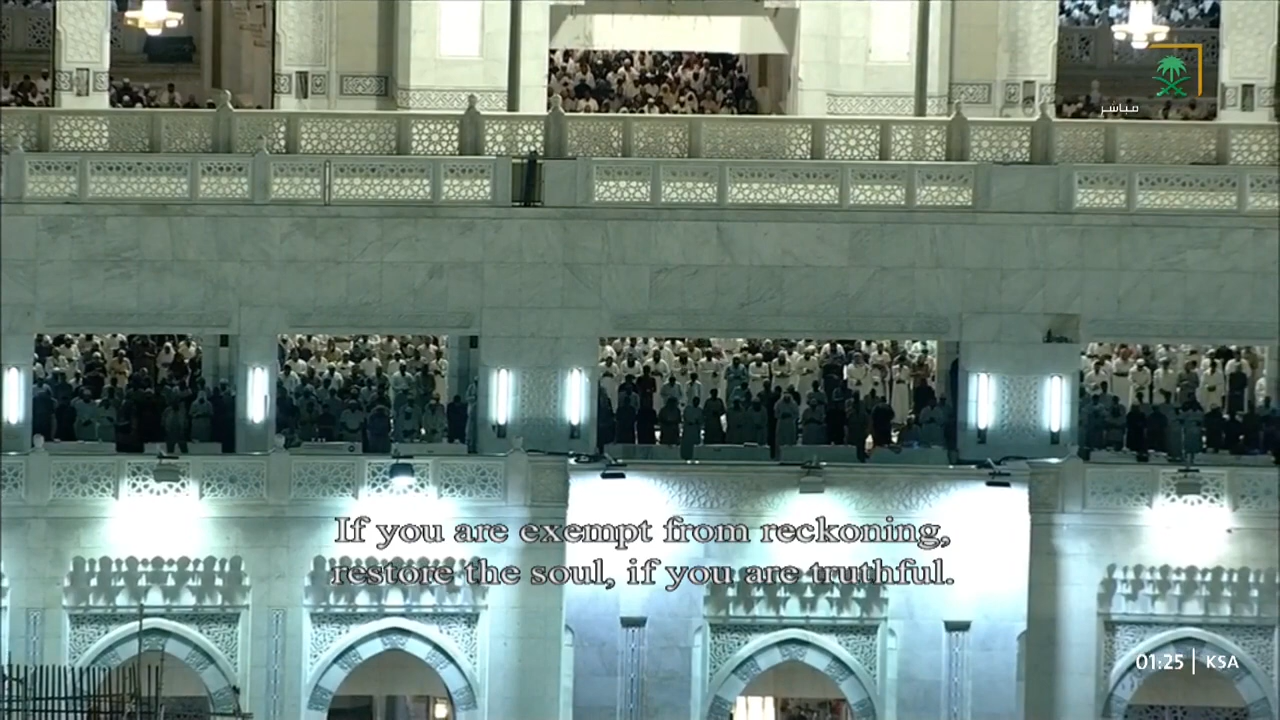 مباشر
If you are exempt from reckoning,
restore the soul, if you are truthful.
01:25 | KSA